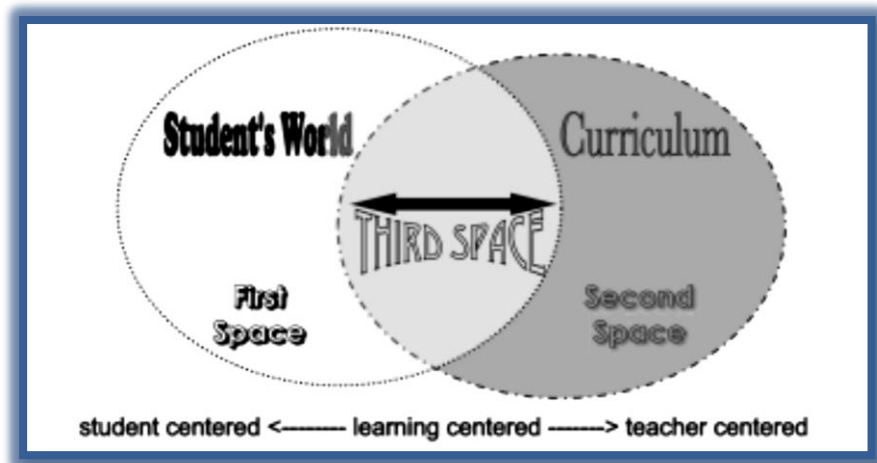 Student's World
Curriculum
THIRD SPACE
First
Space
Second
Space
student centered <-------- learning centered -------> teacher centered